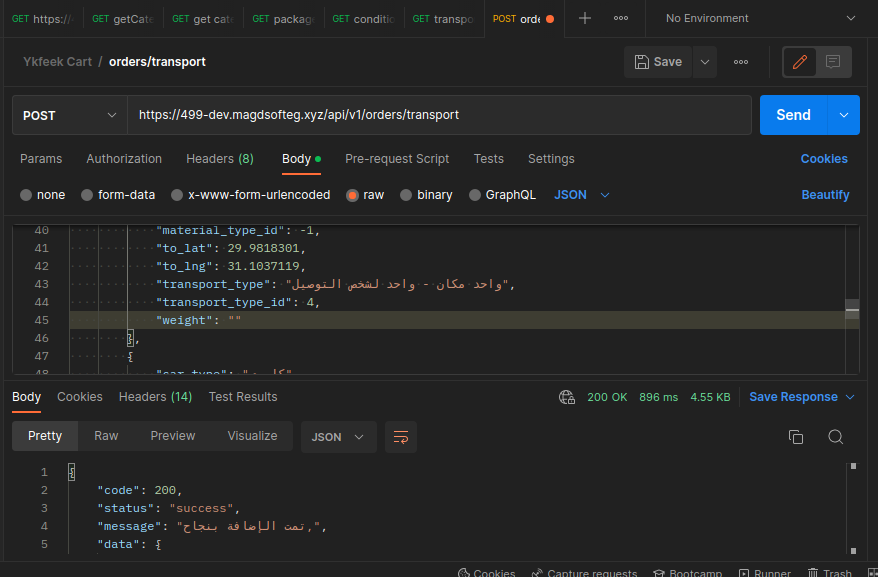 GET https:/ GET getCate GET get cate GET package GET conditic GET transpo POST orde No Environment
Ykfeek Cart / orders/transport Save
POST https://499-dev.magdsofteg.xyz/api/v1/orders/transport Send
Params Authorization Headers (8) Body Pre-request Script Tests Settings Cookies
none form-data x-www-form-urlencoded raw binary GraphQL JSON Beautify
40 "material_type_id": -1,
41 "to_lat": 29.9818301,
42 "to_lng": 31.1037119,
43 "transport_type": "واحد مكان - واحد لشخص التوصيل",
44 "transport_type_id": 4,
45 "weight": ""
46 },
47 {
48 "car_type": "
Body Cookies Headers (14) Test Results 200 OK 896 ms 4.55 KB Save Response
Pretty Raw Preview Visualize JSON
1 {
2 "code": 200,
3 "status": "success",
4 "message": "تمت الإضافة بنجاح,",
5 "data": {
Cookies Capture requests Bootcamp Runner Trash